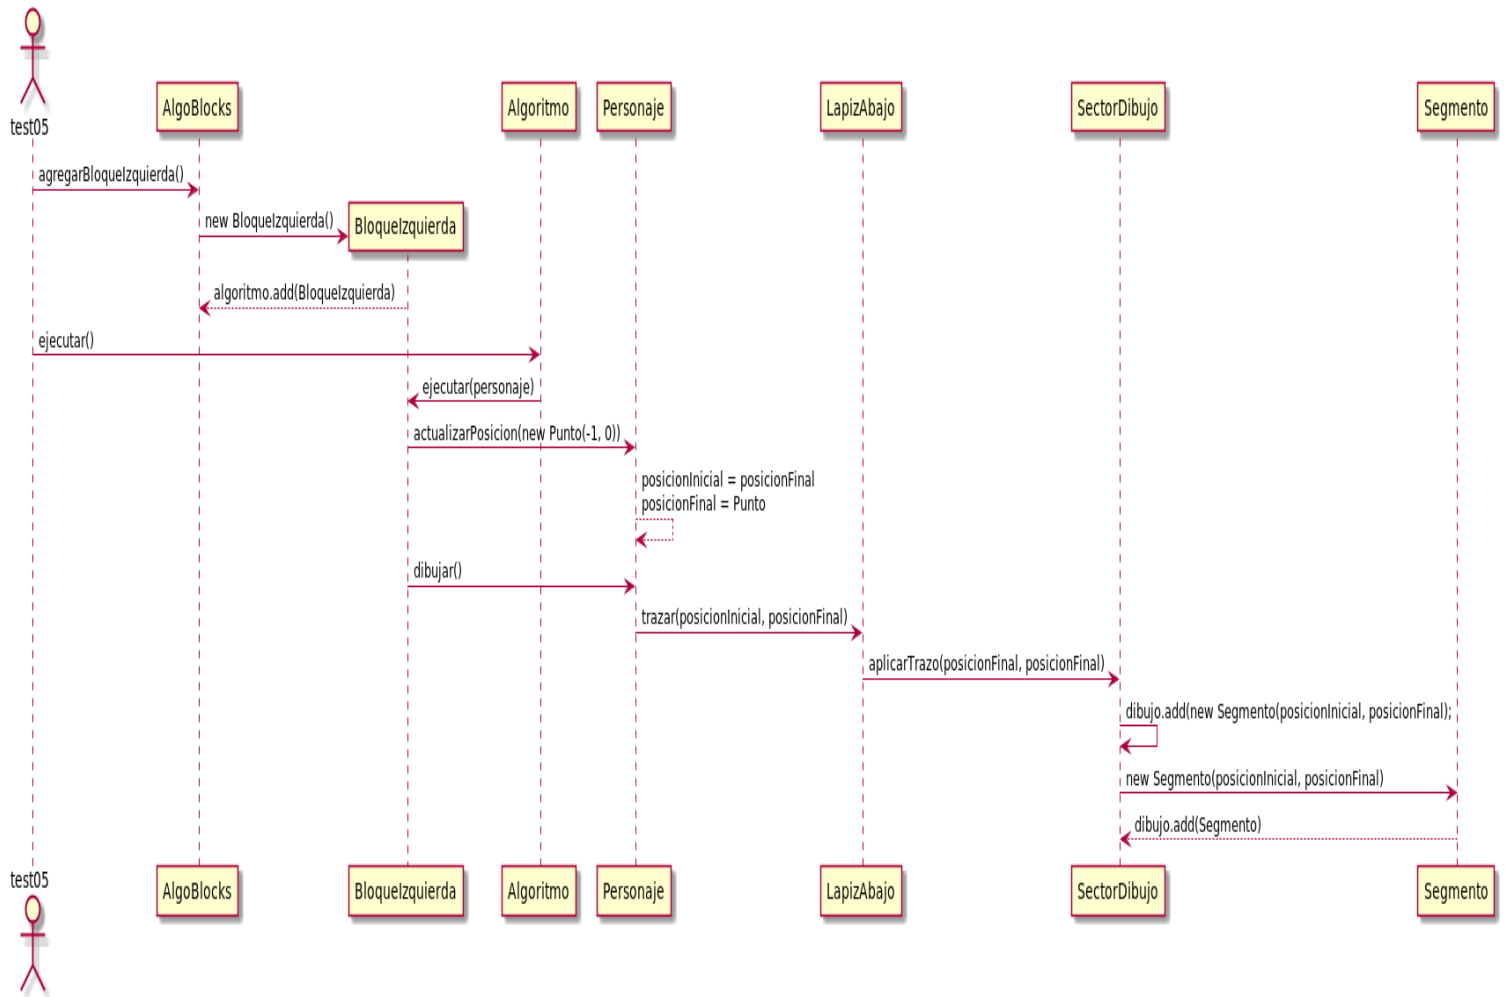 test05
AlgoBlocks
Algoritmo
Personaje
LapizAbajo
SectorDibujo
Segmento
agregarBloqueIzquierda()
new BloqueIzquierda()
BloqueIzquierda
algoritmo.add(BloqueIzquierda)
ejecutar()
ejecutar(personaje)
actualizarPosicion(new Punto(-1, 0))
posicionInicial = posicionFinal
posicionFinal = Punto
dibujar()
trazar(posicionInicial, posicionFinal)
aplicarTrazo(posicionFinal, posicionFinal)
dibujo.add(new Segmento(posicionInicial, posicionFinal);
new Segmento(posicionInicial, posicionFinal)
dibujo.add(Segmento)
test05
AlgoBlocks
BloqueIzquierda
Algoritmo
Personaje
LapizAbajo
SectorDibujo
Segmento